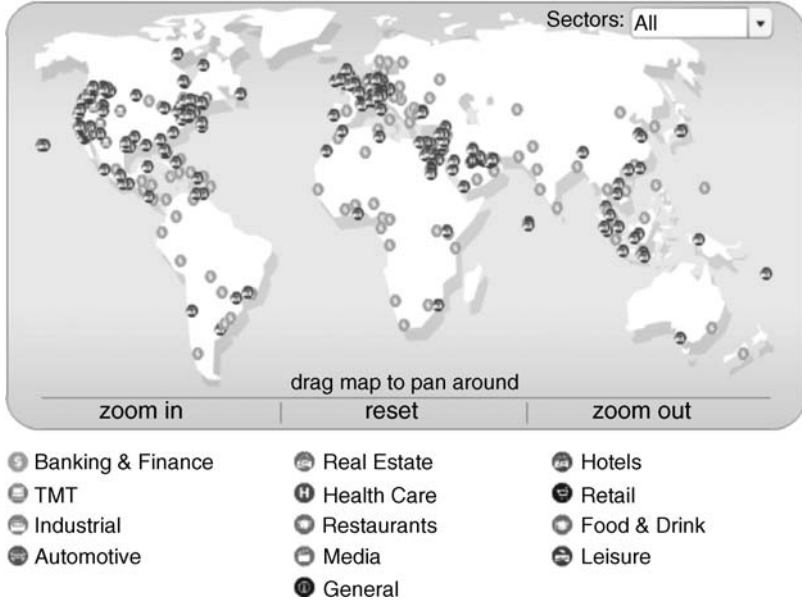 Sectors: All
drag map to pan around
zoom in reset zoom out
Banking & Finance Real Estate Hotels
TMT Health Care Retail
Industrial Restaurants Food & Drink
Automotive Media Leisure
General